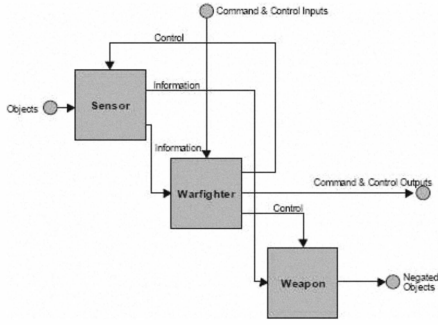 Command & Control Inputs
Control
Sensor
Information
Objects
Information
Warfighter
Command & Control Outputs
Control
Weapon
Negated
Objects